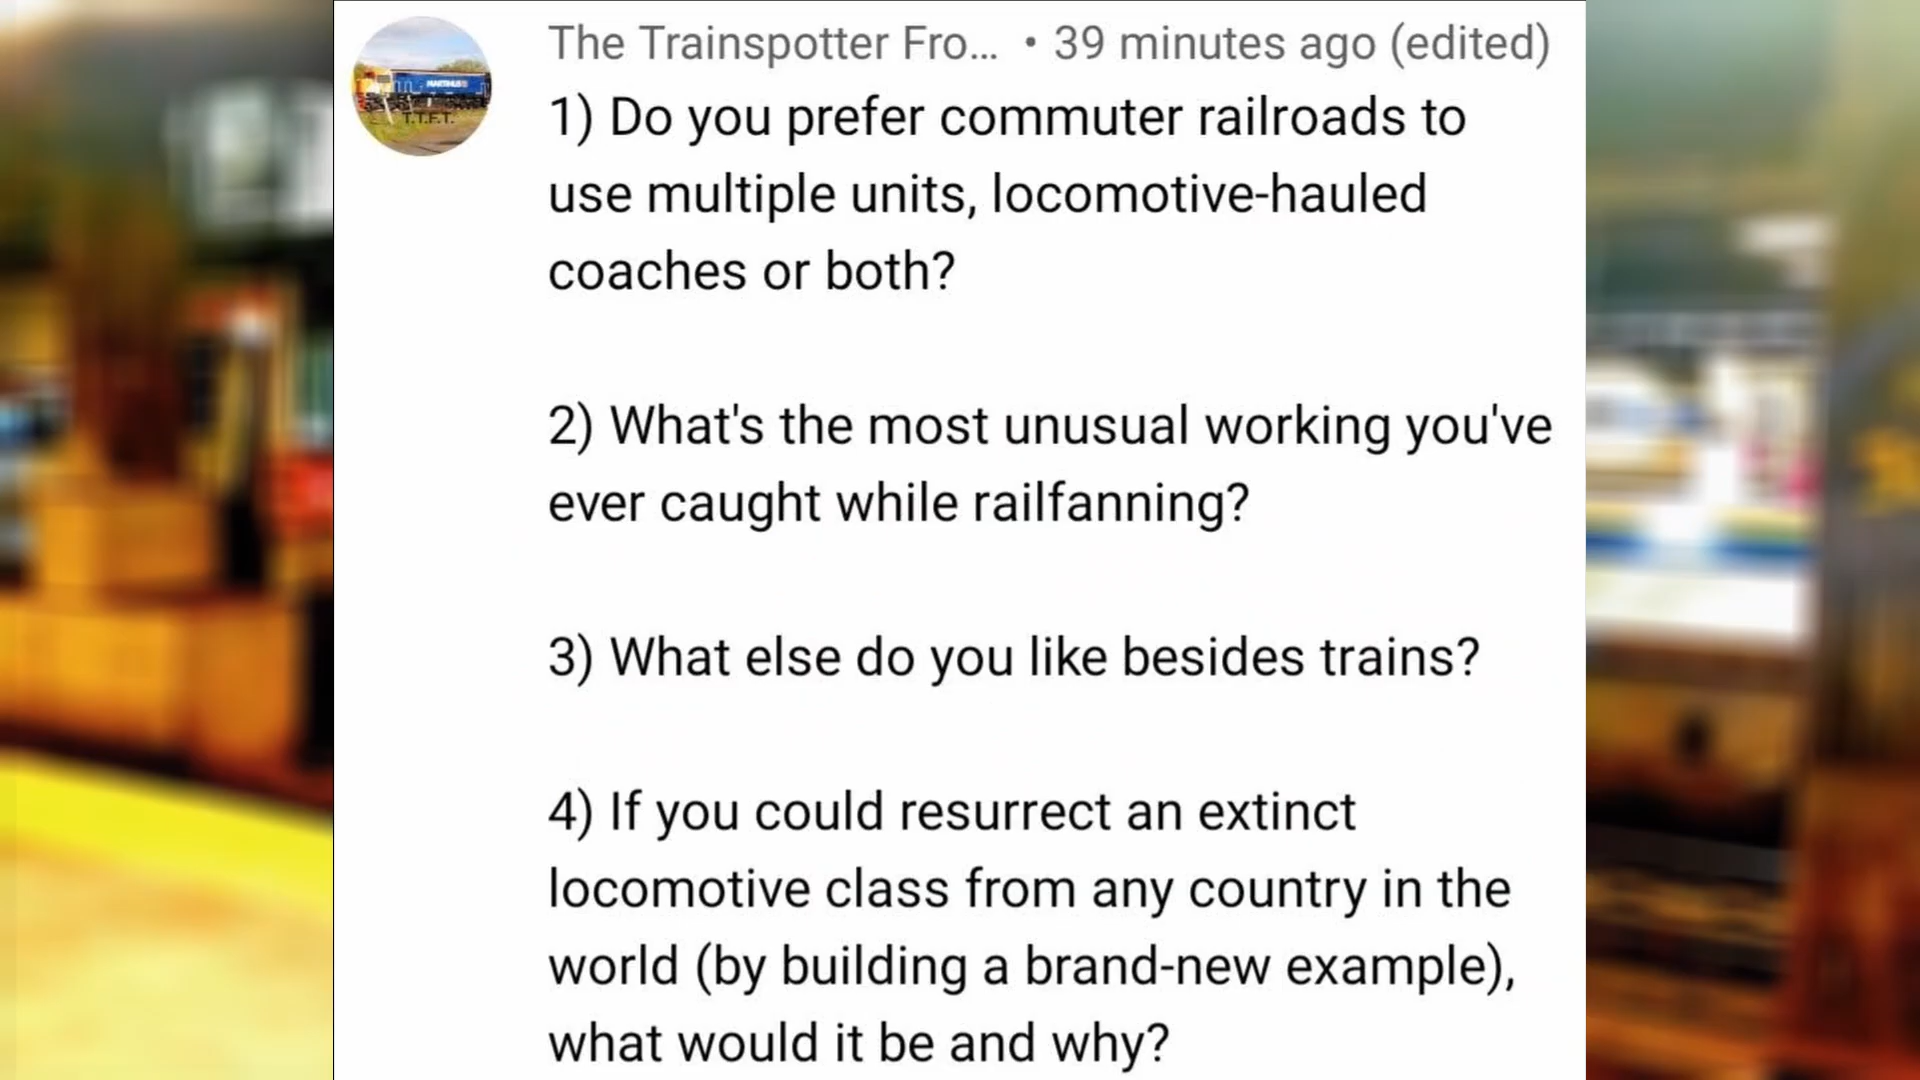 The Trainspotter Fro... • 39 minutes ago (edited)
1) Do you prefer commuter railroads to
use multiple units, locomotive-hauled
coaches or both?
2) What's the most unusual working you've
ever caught while railfanning?
3) What else do you like besides trains?
4) If you could resurrect an extinct
locomotive class from any country in the
world (by building a brand-new example),
what would it be and why?
MARTINUS
T.T.F.T.